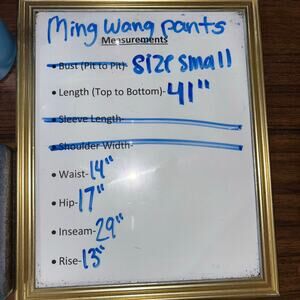 Ming Wang pants
Measurements
• Bust (Pit to Pit)- Size small
• Length (Top to Bottom)- 41"
• Sleeve Length-
• Shoulder Width-
• Waist- 14"
• Hip- 17"
• Inseam- 29"
• Rise- 13"